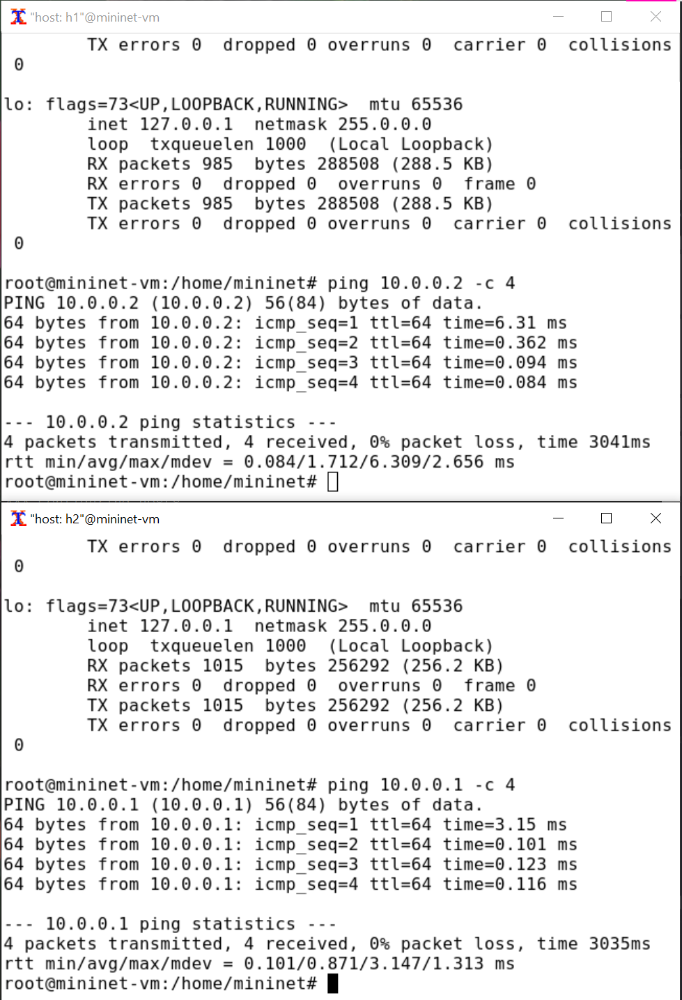 "host: h1"@mininet-vm
TX errors 0  dropped 0 overruns 0  carrier 0  collisions
0
lo: flags=73<UP,LOOPBACK,RUNNING>  mtu 65536
inet 127.0.0.1  netmask 255.0.0.0
loop  txqueuelen 1000  (Local Loopback)
RX packets 985  bytes 288508 (288.5 KB)
RX errors 0  dropped 0  overruns 0  frame 0
TX packets 985  bytes 288508 (288.5 KB)
TX errors 0  dropped 0 overruns 0  carrier 0  collisions
0
root@mininet-vm:/home/mininet# ping 10.0.0.2 -c 4
PING 10.0.0.2 (10.0.0.2) 56(84) bytes of data.
64 bytes from 10.0.0.2: icmp_seq=1 ttl=64 time=6.31 ms
64 bytes from 10.0.0.2: icmp_seq=2 ttl=64 time=0.362 ms
64 bytes from 10.0.0.2: icmp_seq=3 ttl=64 time=0.094 ms
64 bytes from 10.0.0.2: icmp_seq=4 ttl=64 time=0.084 ms
--- 10.0.0.2 ping statistics ---
4 packets transmitted, 4 received, 0% packet loss, time 3041ms
rtt min/avg/max/mdev = 0.084/1.712/6.309/2.656 ms
root@mininet-vm:/home/mininet#
"host: h2"@mininet-vm
TX errors 0  dropped 0 overruns 0  carrier 0  collisions
0
lo: flags=73<UP,LOOPBACK,RUNNING>  mtu 65536
inet 127.0.0.1  netmask 255.0.0.0
loop  txqueuelen 1000  (Local Loopback)
RX packets 1015  bytes 256292 (256.2 KB)
RX errors 0  dropped 0  overruns 0  frame 0
TX packets 1015  bytes 256292 (256.2 KB)
TX errors 0  dropped 0 overruns 0  carrier 0  collisions
0
root@mininet-vm:/home/mininet# ping 10.0.0.1 -c 4
PING 10.0.0.1 (10.0.0.1) 56(84) bytes of data.
64 bytes from 10.0.0.1: icmp_seq=1 ttl=64 time=3.15 ms
64 bytes from 10.0.0.1: icmp_seq=2 ttl=64 time=0.101 ms
64 bytes from 10.0.0.1: icmp_seq=3 ttl=64 time=0.123 ms
64 bytes from 10.0.0.1: icmp_seq=4 ttl=64 time=0.116 ms
--- 10.0.0.1 ping statistics ---
4 packets transmitted, 4 received, 0% packet loss, time 3035ms
rtt min/avg/max/mdev = 0.101/0.871/3.147/1.313 ms
root@mininet-vm:/home/mininet#